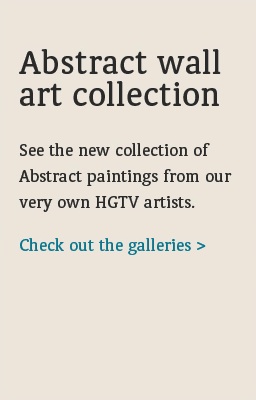 Abstract wall
art collection
See the new collection of
Abstract paintings from our
very own HGTV artists.
Check out the galleries >